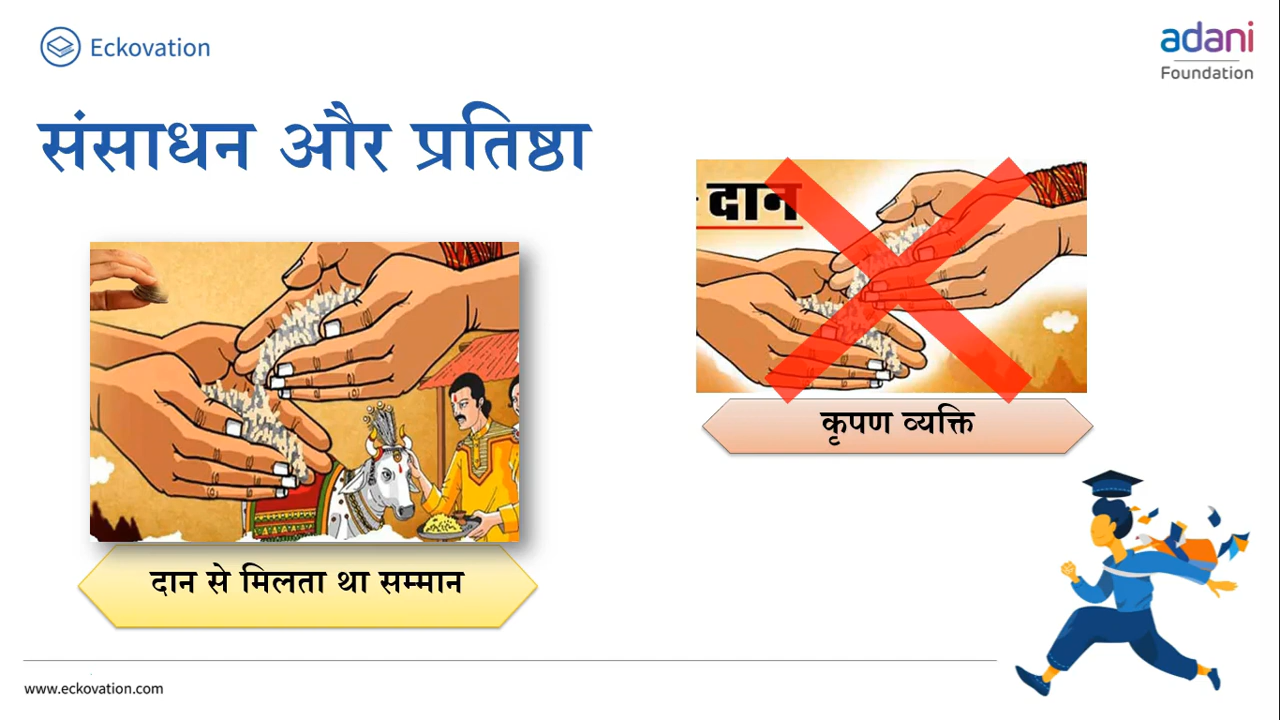 Eckovation
adani
Foundation
संसाधन और प्रतिष्ठा
दान
कृपण व्यक्ति
दान से मिलता था सम्मान
www.eckovation.com